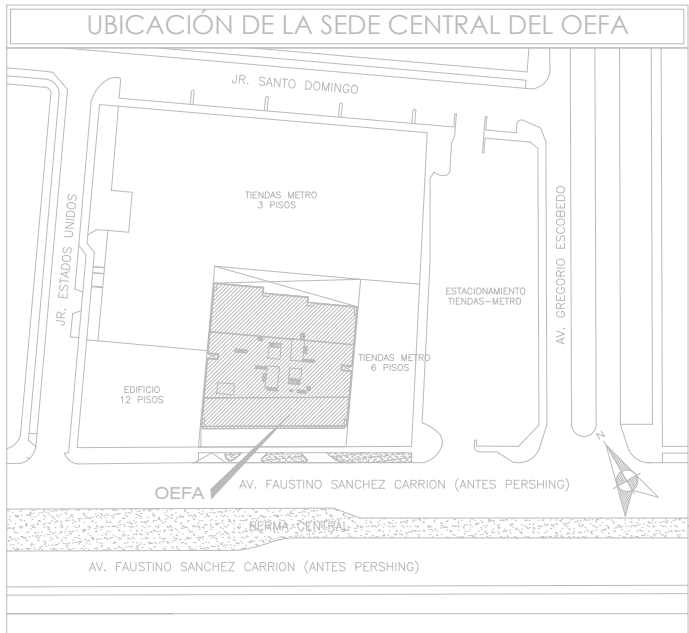 UBICACIÓN DE LA SEDE CENTRAL DEL OEFA
JR. SANTO DOMINGO
TIENDAS METRO
3 PISOS
JR. ESTADOS UNIDOS
ESTACIONAMIENTO
TIENDAS-METRO
AV. GREGORIO ESCOBEDO
TIENDAS METRO
6 PISOS
EDIFICIO
12 PISOS
N
OEFA
AV. FAUSTINO SANCHEZ CARRION (ANTES PERSHING)
BERMA CENTRAL
AV. FAUSTINO SANCHEZ CARRION (ANTES PERSHING)